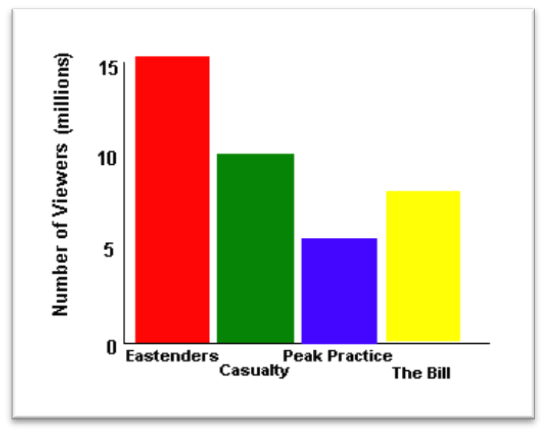 Number of Viewers (millions)
15
10
5
0
Eastenders
Casualty
Peak Practice
The Bill